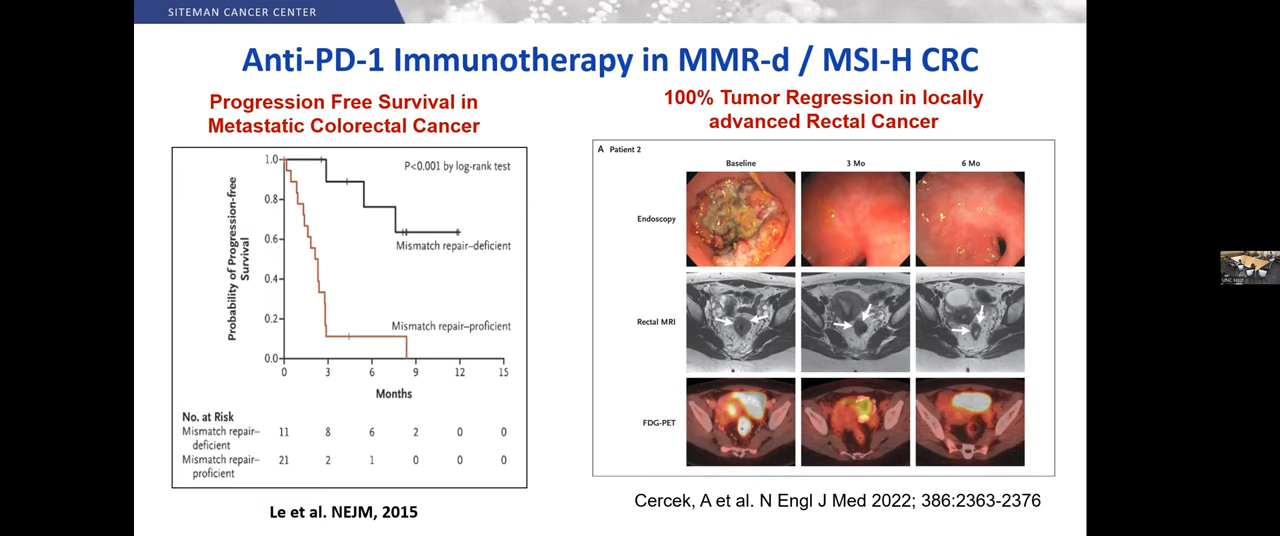 SITEMAN CANCER CENTER
Anti-PD-1 Immunotherapy in MMR-d / MSI-H CRC
Progression Free Survival in
Metastatic Colorectal Cancer
Probability of Progression-free
Survival
1.0
0.8
0.6
0.4
0.2
0.0
P<0.001 by log-rank test
Mismatch repair–deficient
Mismatch repair–proficient
0 3 6 9 12 15
Months
No. at Risk
Mismatch repair– 11 8 6 2 0 0
deficient
Mismatch repair– 21 2 1 0 0 0
proficient
Le et al. NEJM, 2015
100% Tumor Regression in locally
advanced Rectal Cancer
A Patient 2
Baseline 3 Mo 6 Mo
Endoscopy
Rectal MRI
FDG-PET
Cercek, A et al. N Engl J Med 2022; 386:2363-2376